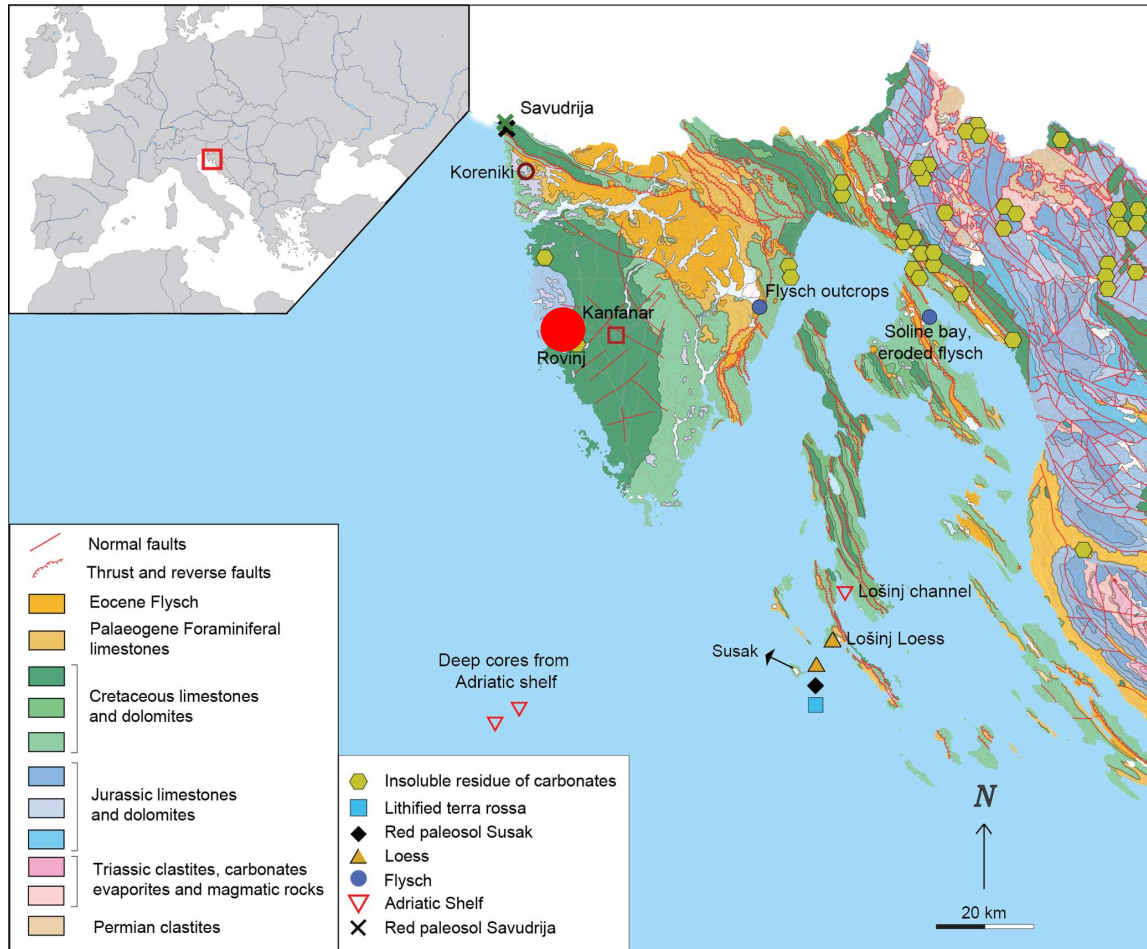 Savudrija
Koreniki
Kanfanar
Flysch outcrops
Rovinj
Soline bay,
eroded flysch
Lošinj channel
Lošinj Loess
Susak
Deep cores from
Adriatic shelf
Normal faults
Thrust and reverse faults
Eocene Flysch
Palaeogene Foraminiferal
limestones
Cretaceous limestones
and dolomites
Jurassic limestones
and dolomites
Triassic clastites, carbonates
evaporites and magmatic rocks
Permian clastites
Insoluble residue of carbonates
Lithified terra rossa
Red paleosol Susak
Loess
Flysch
Adriatic Shelf
Red paleosol Savudrija
N
20 km